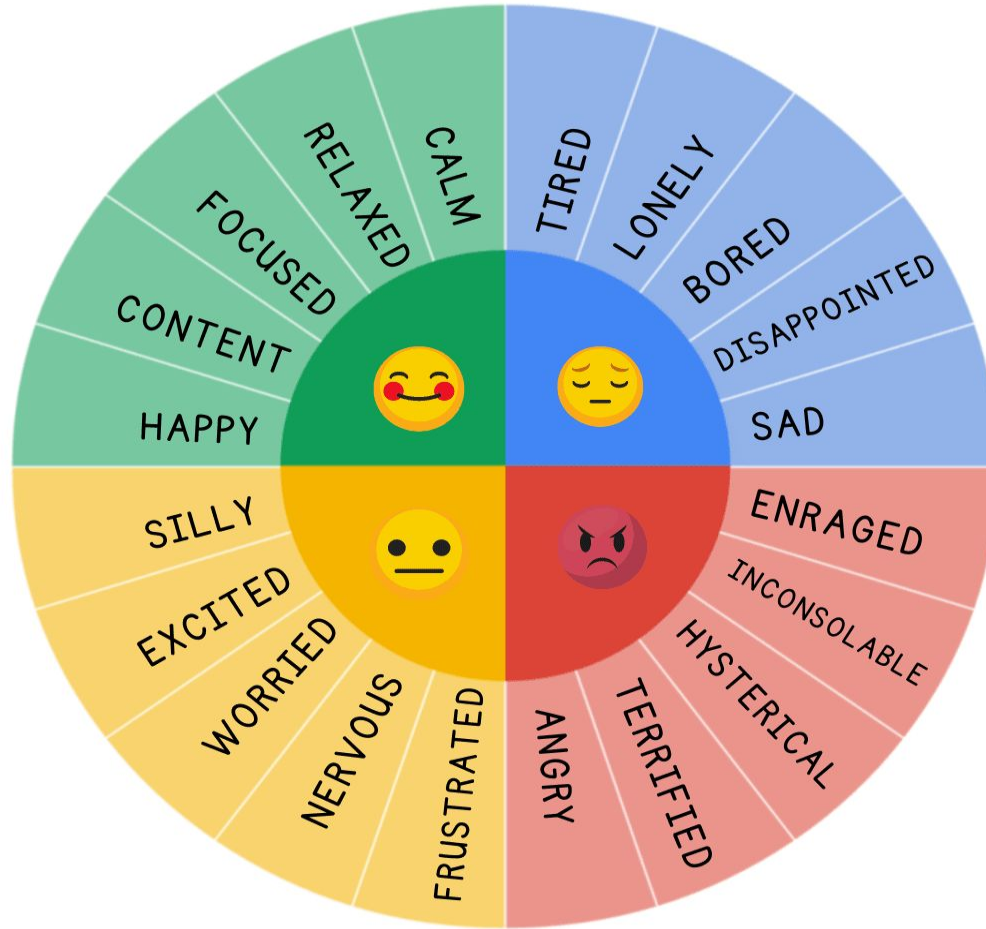 CALM
RELAXED
FOCUSED
CONTENT
HAPPY
TIRED
LONELY
BORED
DISAPPOINTED
SAD
SILLY
EXCITED
WORRIED
NERVOUS
FRUSTRATED
ENRAGED
INCONSOLABLE
HYSTERICAL
TERRIFIED
ANGRY